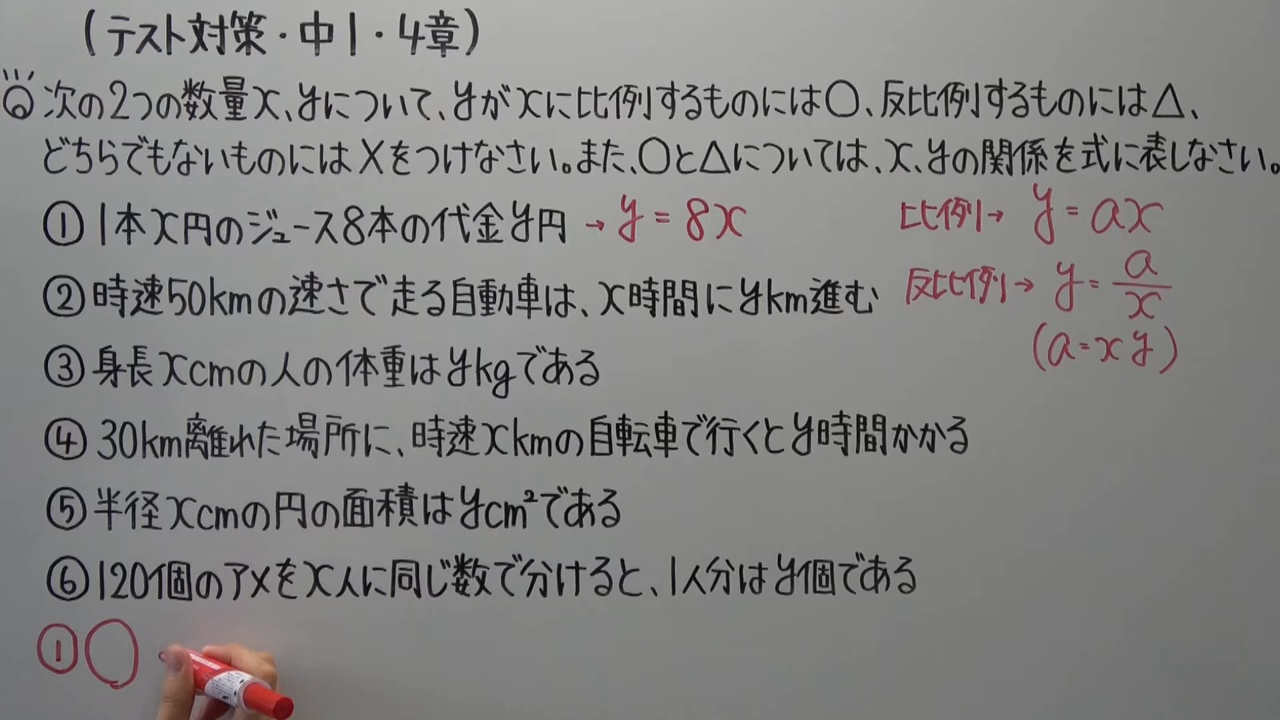 (テスト対策・中1・4章)
Q 次の2つの数量x、yについて、yがxに比例するものには○、反比例するものには△、
どちらでもないものには×をつけなさい。また、○と△については、x、yの関係を式に表しなさい。
① 1本x円のジュース8本の代金y円 → y=8x
比例→ y=ax
② 時速50kmの速さで走る自動車は、x時間にykm進む
反比例→ y=a/x
(a=xy)
③ 身長xcmの人の体重はykgである
④ 30km離れた場所に、時速xkmの自転車で行くとy時間かかる
⑤ 半径xcmの円の面積はycm²である
⑥ 120個のアメをx人に同じ数で分けると、1人分はy個である
① ○